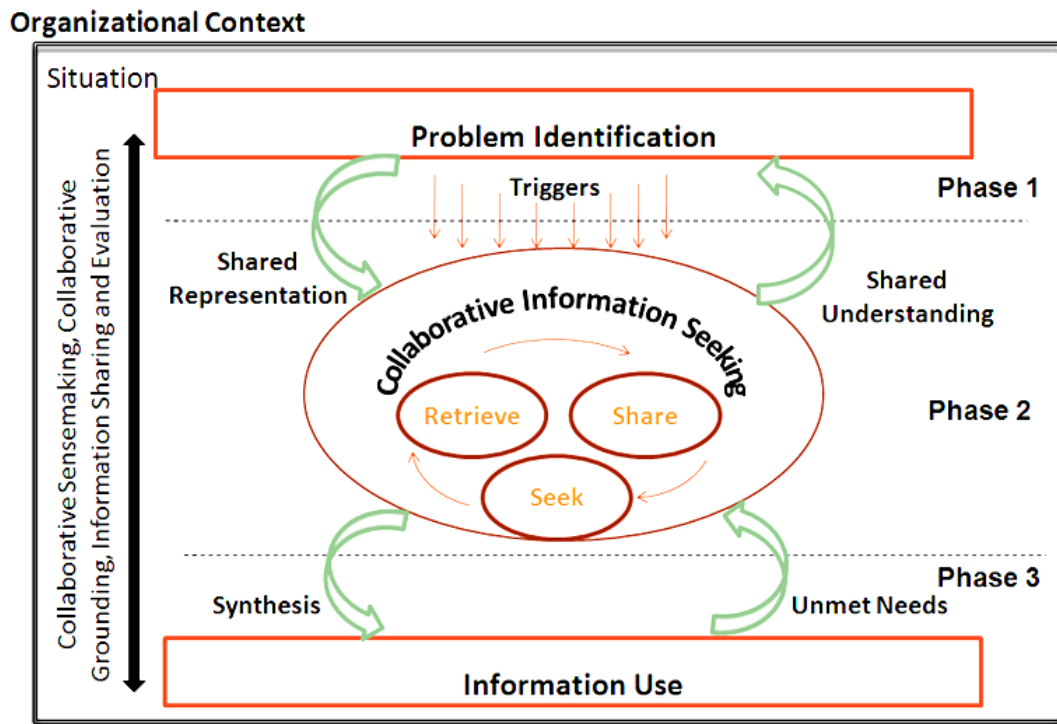 Organizational Context
Situation
Problem Identification
Triggers
Phase 1
Shared
Representation
Shared
Understanding
Collaborative Information Seeking
Retrieve
Share
Seek
Phase 2
Phase 3
Synthesis
Unmet Needs
Information Use
Collaborative Sensemaking, Collaborative
Grounding, Information Sharing and Evaluation